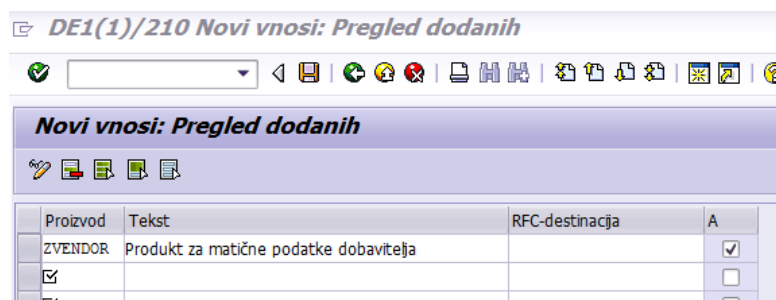 DE1(1)/210 Novi vnosi: Pregled dodanih
Novi vnosi: Pregled dodanih
Proizvod Tekst RFC-destinacija A
ZVENDOR Produkt za matične podatke dobavitelja